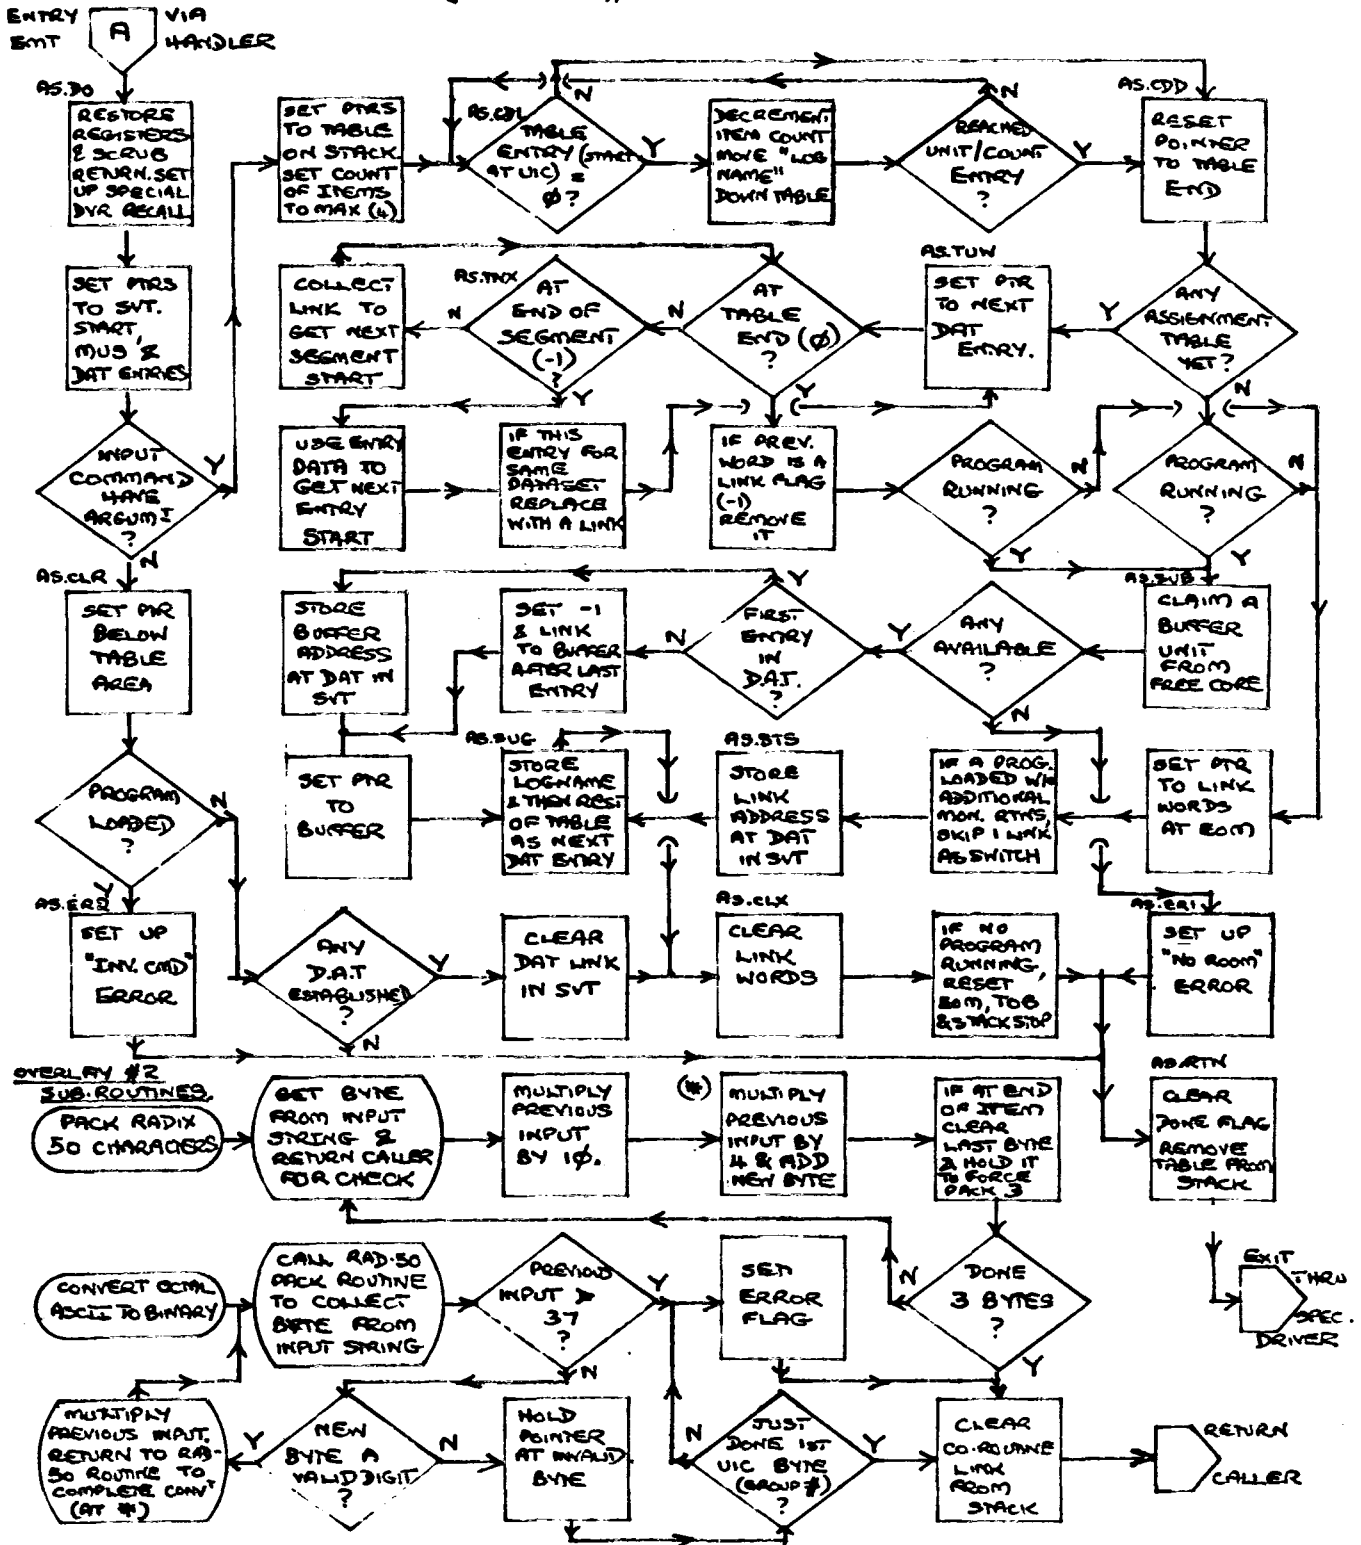 ENTRY
EMT
A
VIA
HANDLER
AS.DO
RESTORE
REGISTERS
& SCRUB
RETURN. SET
UP SPECIAL
DVR RECALL
SET PTRS
TO TABLE
ON STACK
SET COUNT
OF ITEMS
TO MAX (4)
AS.CDL
TABLE
ENTRY (START
AT UIC) =
Ø?
N
Y
DECREMENT
ITEM COUNT
MOVE "LOG
NAME"
DOWN TABLE
N
REACHED
UNIT/COUNT
ENTRY
?
Y
AS.CDD
RESET
POINTER
TO TABLE
END
SET PTRS
TO SVT.
START,
MUS' &
DAT ENTRIES
COLLECT
LINK TO
GET NEXT
SEGMENT
START
AS.TNX
AT
END OF
SEGMENT
(-1)
?
N
Y
AT
TABLE
END (Ø)
?
N
Y
AS.TUW
SET PTR
TO NEXT
DAT
ENTRY.
ANY
ASSIGNMENT
TABLE
YET?
Y
N
INPUT
COMMAND
HAVE
ARGUMT
?
Y
N
USE ENTRY
DATA TO
GET NEXT
ENTRY
START
IF THIS
ENTRY FOR
SAME
DATASET
REPLACE
WITH A LINK
IF PREV.
WORD IS A
LINK FLAG
(-1)
REMOVE
IT
PROGRAM
RUNNING
?
N
Y
PROGRAM
RUNNING
?
N
Y
AS.CLR
SET PTR
BELOW
TABLE
AREA
STORE
BUFFER
ADDRESS
AT DAT IN
SVT
SET -1
& LINK
TO BUFFER
AFTER LAST
ENTRY
FIRST
ENTRY
IN
D.A.T.
?
Y
N
ANY
AVAILABLE
?
Y
N
AS.SUB
CLAIM A
BUFFER
UNIT
FROM
FREE CORE
PROGRAM
LOADED
?
N
Y
SET PTR
TO
BUFFER
AS.SUG
STORE
LOGNAME
& THEN REST
OF TABLE
AS NEXT
DAT ENTRY
AS.STS
STORE
LINK
ADDRESS
AT DAT
IN SVT
IF A PROG.
LOADED W/O
ADDITIONAL
MON. RTNS,
SKIP 1 LINK
AS SWITCH
SET PTR
TO LINK
WORDS
AT EOM
AS.ER2
SET UP
"INV. CMD"
ERROR
ANY
D.A.T
ESTABLISHED
?
Y
N
CLEAR
DAT LINK
IN SVT
AS.CLX
CLEAR
LINK
WORDS
IF NO
PROGRAM
RUNNING,
RESET
EOM, TOB
& STACK STOP
AS.ER1
SET UP
"NO ROOM"
ERROR
OVERLAY #2
SUB-ROUTINES.
PACK RADIX
50 CHARACTERS
GET BYTE
FROM INPUT
STRING &
RETURN CALLER
FOR CHECK
MULTIPLY
PREVIOUS
INPUT
BY 1Ø.
(*)
MULTIPLY
PREVIOUS
INPUT BY
4 & ADD
NEW BYTE
IF AT END
OF ITEM
CLEAR
LAST BYTE
& HOLD IT
TO FORCE
PACK 3
AS.RTN
CLEAR
DONE FLAG
REMOVE
TABLE FROM
STACK
CONVERT OCTAL
ASCII TO BINARY
CALL RAD-50
PACK ROUTINE
TO COLLECT
BYTE FROM
INPUT STRING
PREVIOUS
INPUT >
37
?
Y
N
SET
ERROR
FLAG
DONE
3 BYTES
?
N
Y
EXIT
THRU
SPEC.
DRIVER
MULTIPLY
PREVIOUS INPUT.
RETURN TO RAD-
50 ROUTINE TO
COMPLETE CONVT
(AT *)
NEW
BYTE A
VALID DIGIT
?
Y
N
HOLD
POINTER
AT INVALID
BYTE
JUST
DONE 1ST
UIC BYTE
(GROUP #)
?
N
Y
CLEAR
CO-ROUTINE
LINK
FROM
STACK
RETURN
CALLER